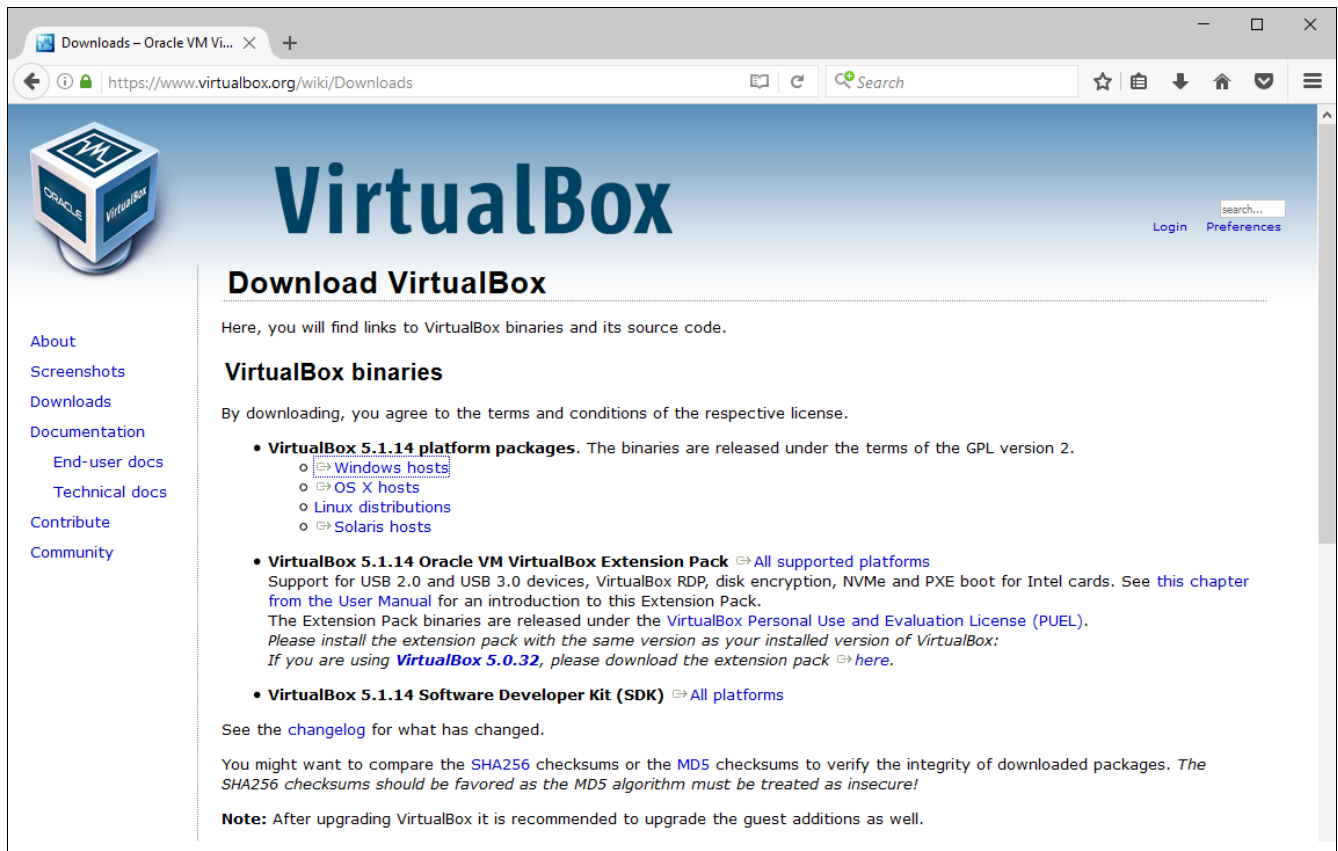 Downloads – Oracle VM Vi...
https://www.virtualbox.org/wiki/Downloads
Search
ORACLE
VirtualBox
VirtualBox
search...
Login Preferences
Download VirtualBox
Here, you will find links to VirtualBox binaries and its source code.
About
Screenshots
Downloads
Documentation
End-user docs
Technical docs
Contribute
Community
VirtualBox binaries
By downloading, you agree to the terms and conditions of the respective license.
• VirtualBox 5.1.14 platform packages. The binaries are released under the terms of the GPL version 2.
Windows hosts
OS X hosts
Linux distributions
Solaris hosts
• VirtualBox 5.1.14 Oracle VM VirtualBox Extension Pack All supported platforms
Support for USB 2.0 and USB 3.0 devices, VirtualBox RDP, disk encryption, NVMe and PXE boot for Intel cards. See this chapter
from the User Manual for an introduction to this Extension Pack.
The Extension Pack binaries are released under the VirtualBox Personal Use and Evaluation License (PUEL).
Please install the extension pack with the same version as your installed version of VirtualBox:
If you are using VirtualBox 5.0.32, please download the extension pack here.
• VirtualBox 5.1.14 Software Developer Kit (SDK) All platforms
See the changelog for what has changed.
You might want to compare the SHA256 checksums or the MD5 checksums to verify the integrity of downloaded packages. The
SHA256 checksums should be favored as the MD5 algorithm must be treated as insecure!
Note: After upgrading VirtualBox it is recommended to upgrade the guest additions as well.